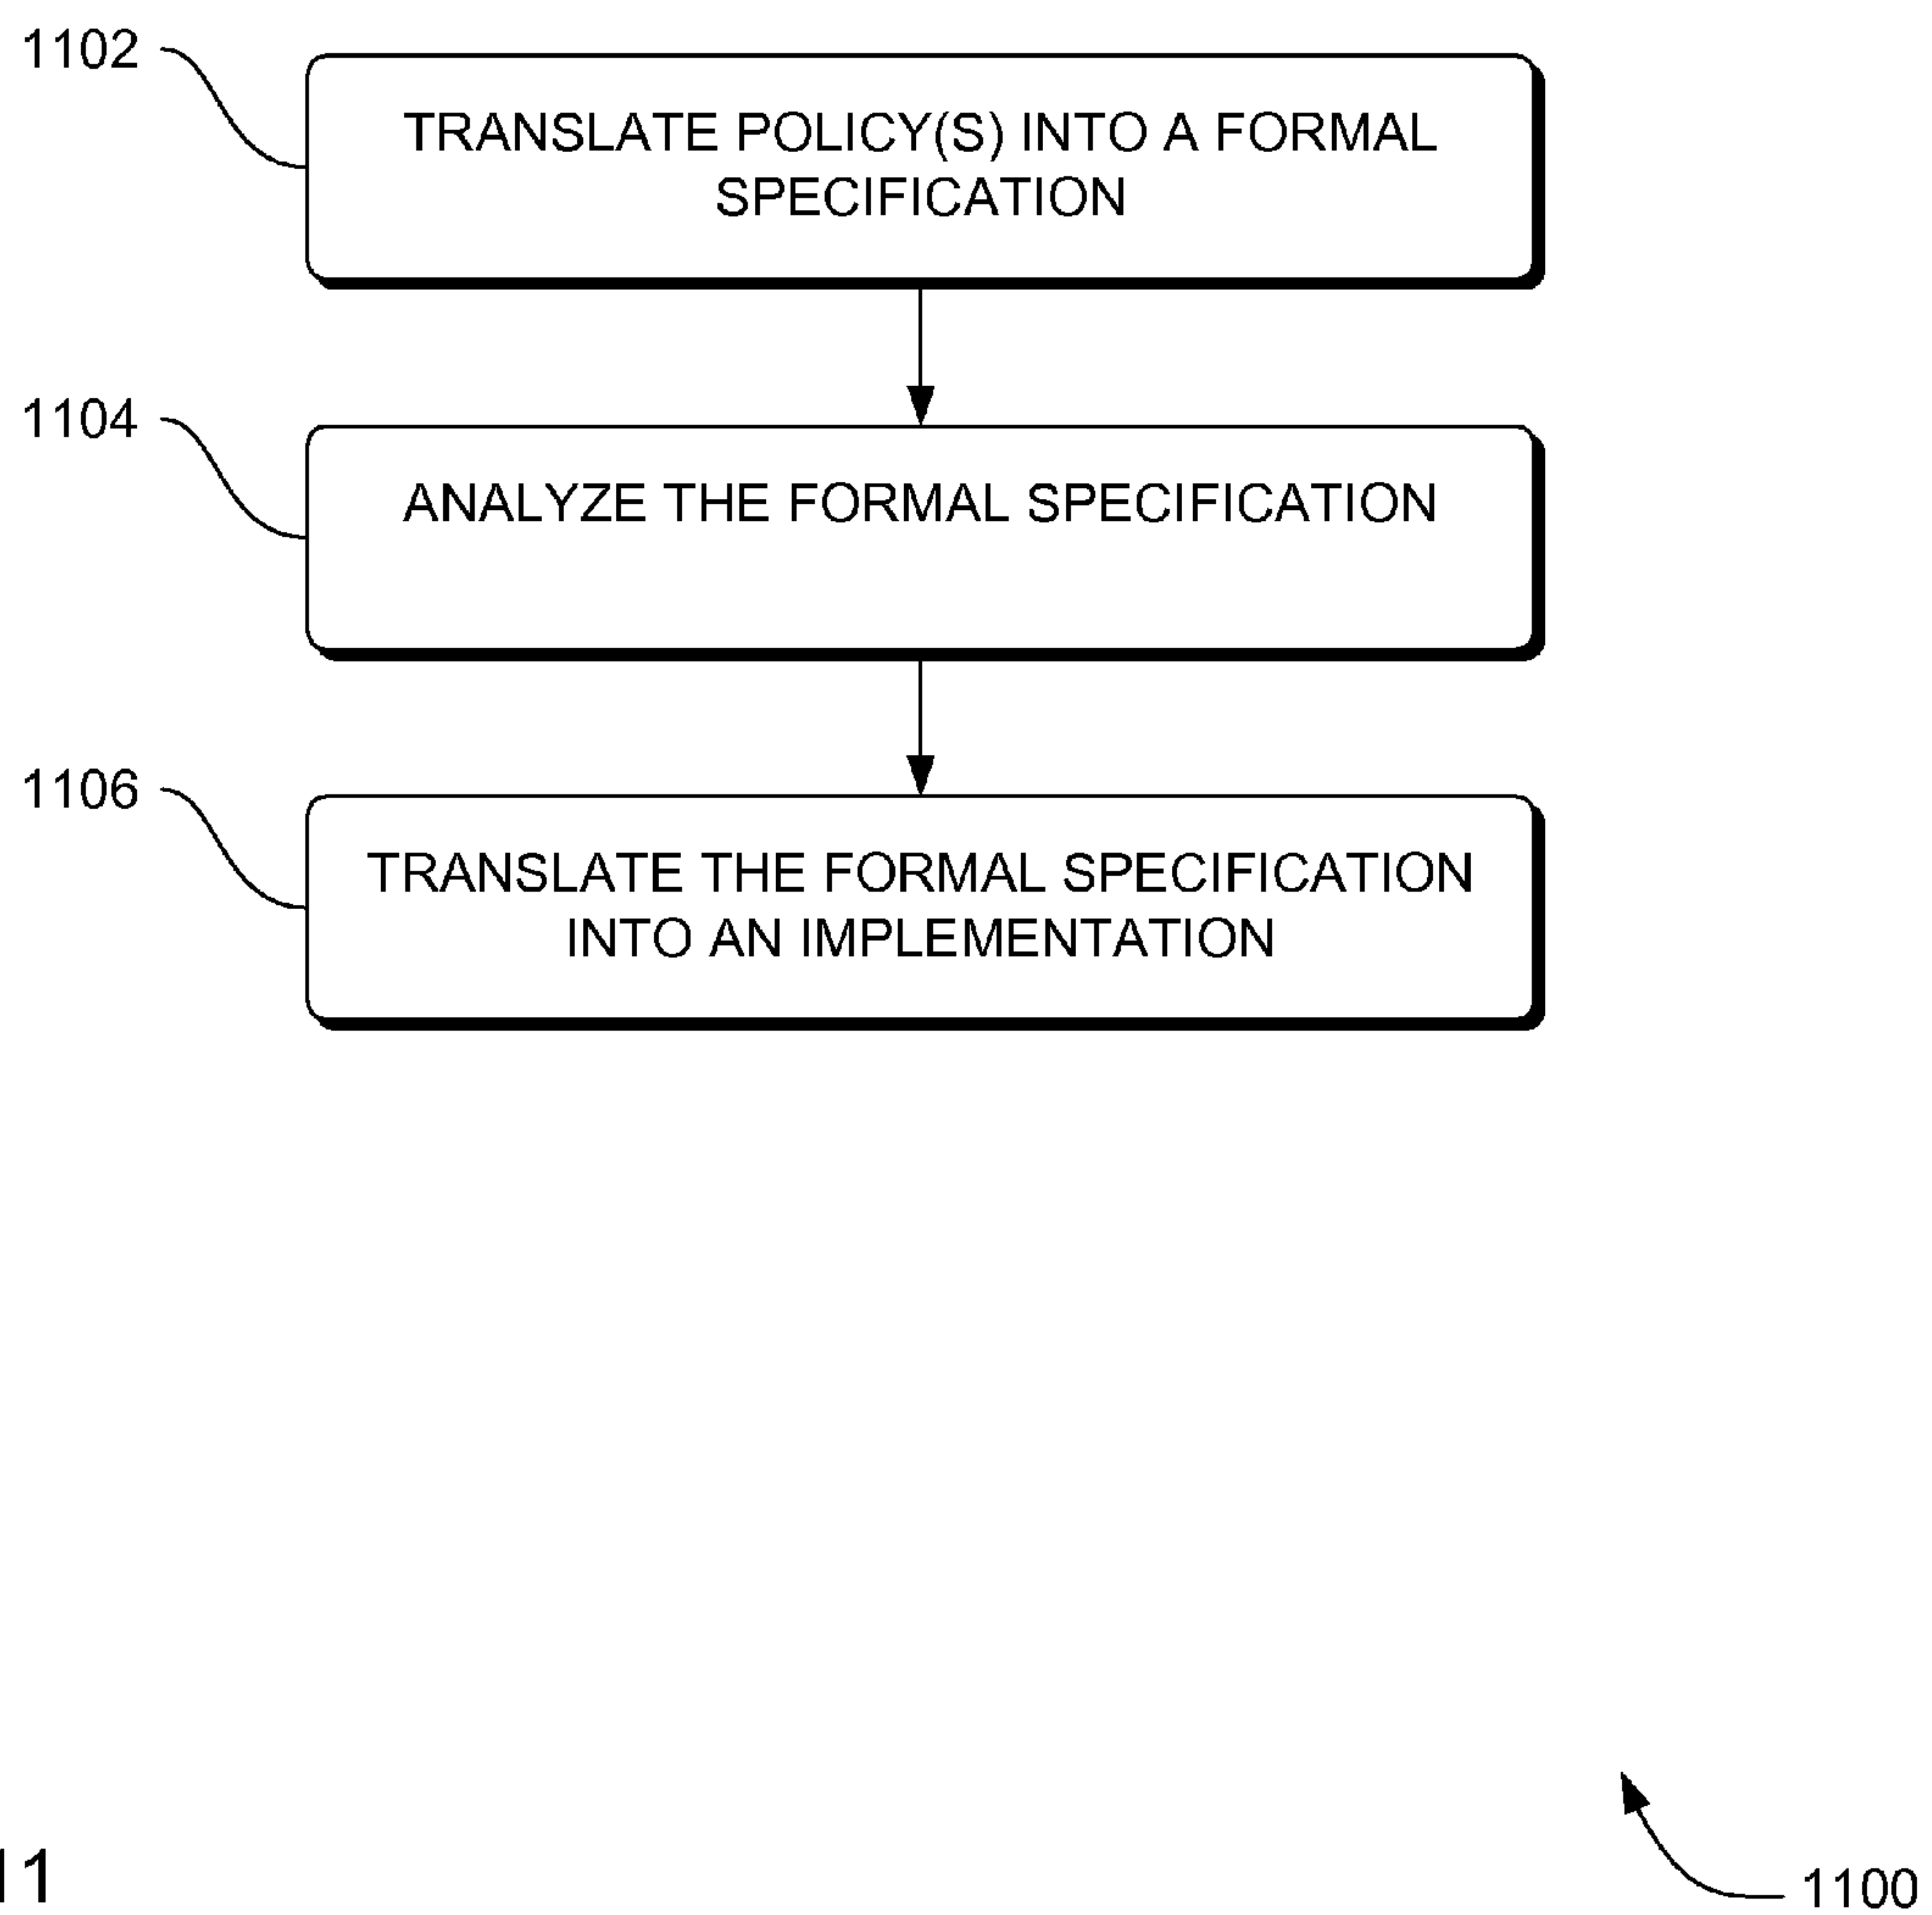 1102
TRANSLATE POLICY(S) INTO A FORMAL
SPECIFICATION
1104
ANALYZE THE FORMAL SPECIFICATION
1106
TRANSLATE THE FORMAL SPECIFICATION
INTO AN IMPLEMENTATION
11
1100